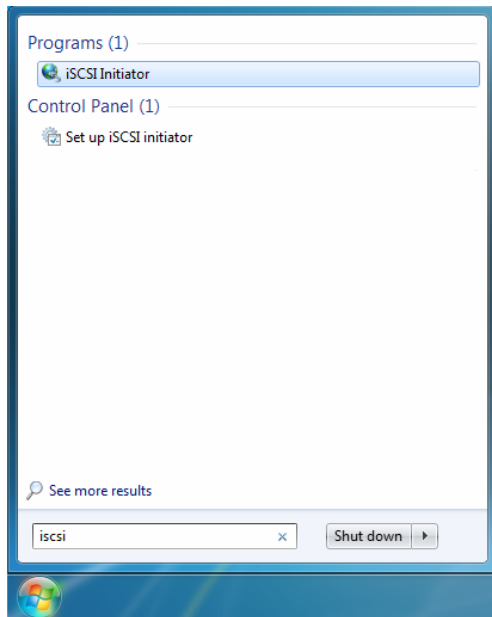 Programs (1)
iSCSI Initiator
Control Panel (1)
Set up iSCSI initiator
See more results
iscsi
Shut down